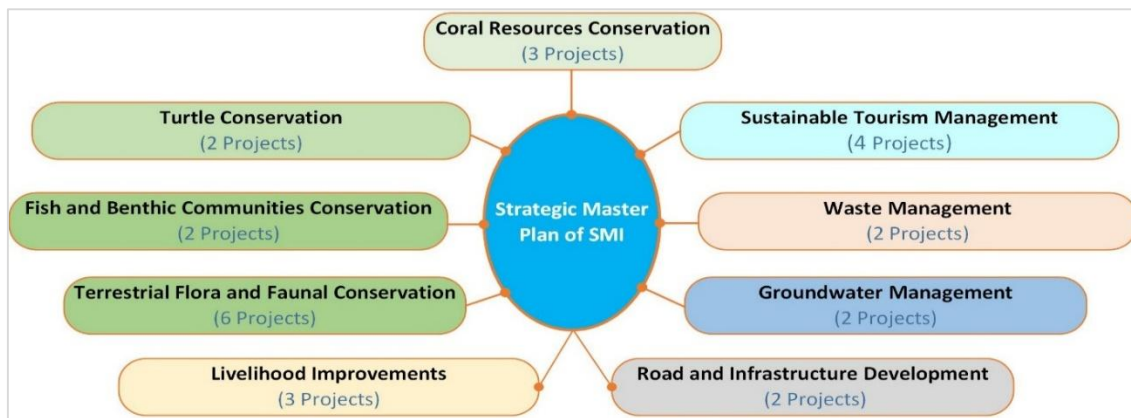 Coral Resources Conservation
(3 Projects)
Turtle Conservation
(2 Projects)
Sustainable Tourism Management
(4 Projects)
Fish and Benthic Communities Conservation
(2 Projects)
Strategic Master
Plan of SMI
Waste Management
(2 Projects)
Terrestrial Flora and Faunal Conservation
(6 Projects)
Groundwater Management
(2 Projects)
Livelihood Improvements
(3 Projects)
Road and Infrastructure Development
(2 Projects)